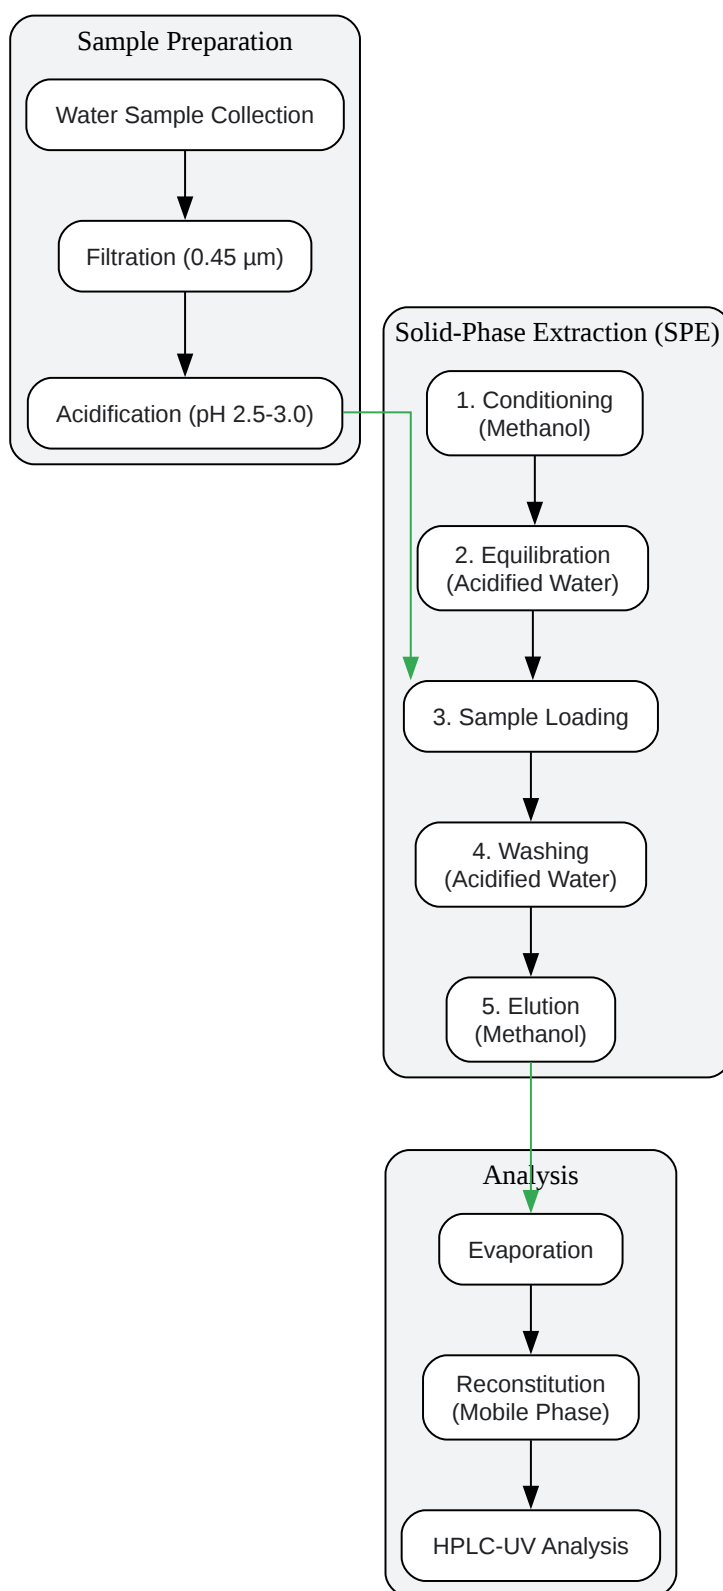 Sample Preparation
Water Sample Collection
Filtration (0.45 µm)
Acidification (pH 2.5-3.0)
Solid-Phase Extraction (SPE)
1. Conditioning
(Methanol)
2. Equilibration
(Acidified Water)
3. Sample Loading
4. Washing
(Acidified Water)
5. Elution
(Methanol)
Analysis
Evaporation
Reconstitution
(Mobile Phase)
HPLC-UV Analysis